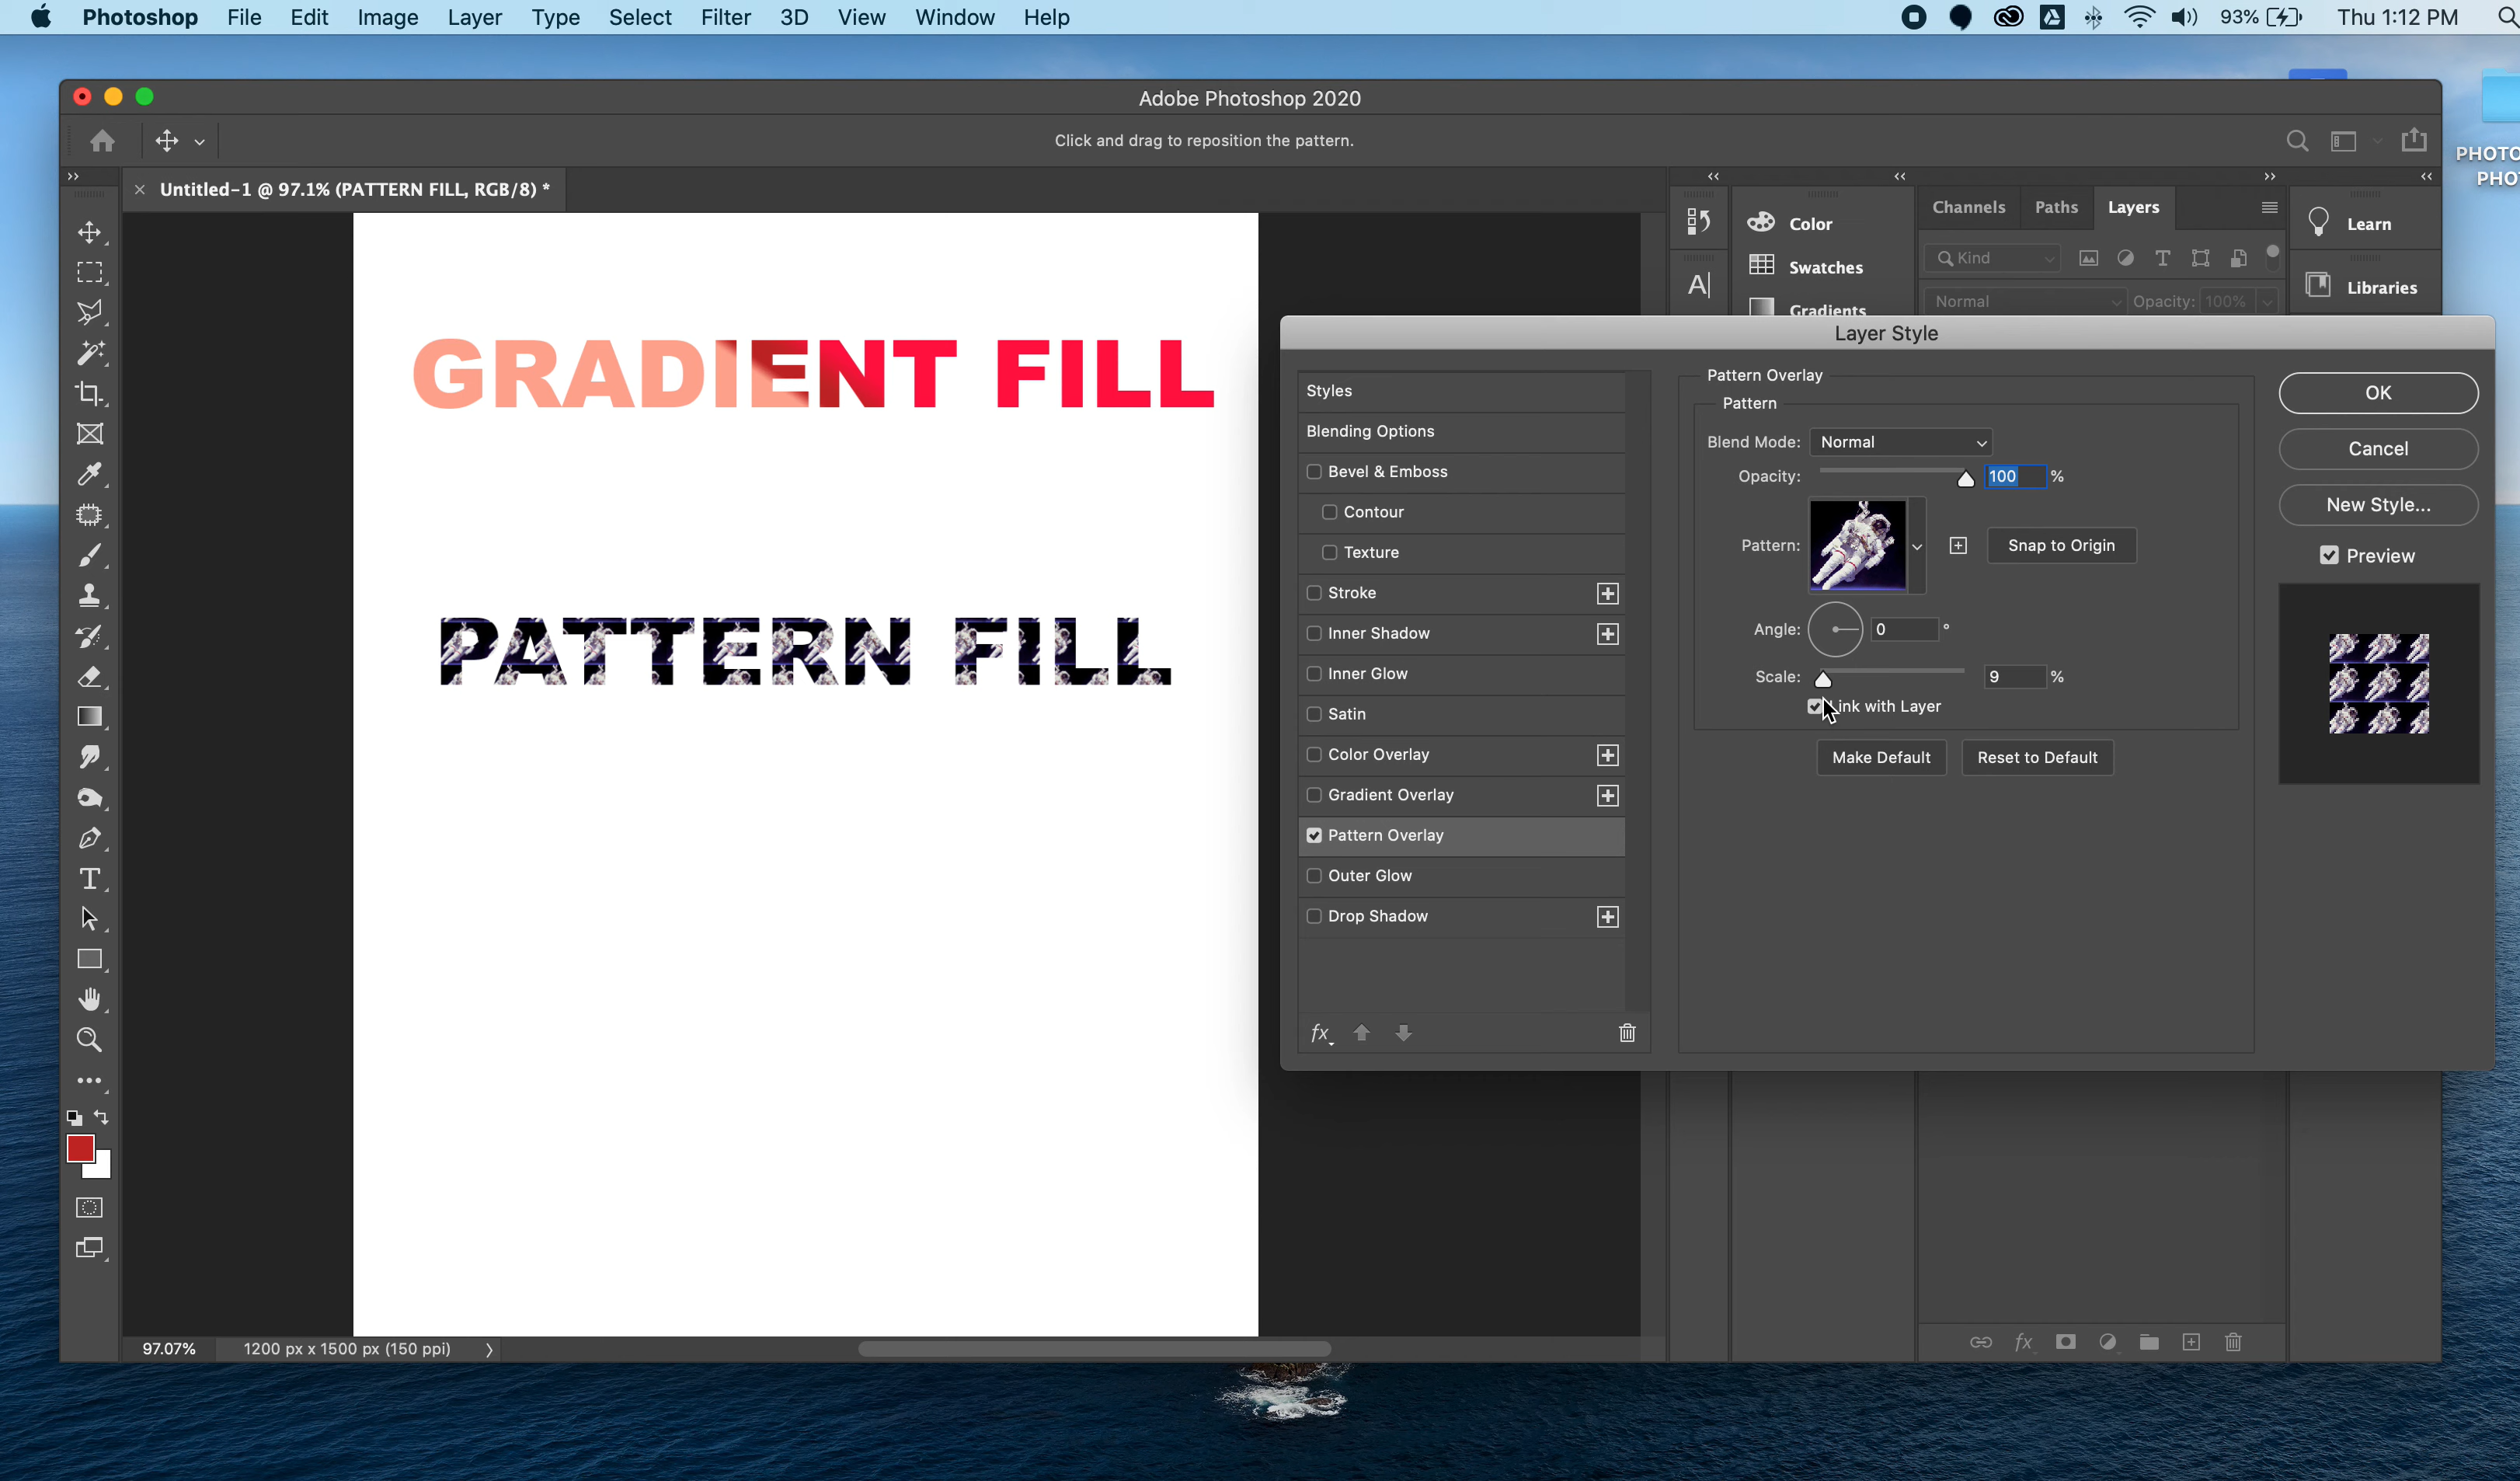 Photoshop File Edit Image Layer Type Select Filter 3D View Window Help 93% Thu 1:12 PM
Adobe Photoshop 2020
Click and drag to reposition the pattern.
Untitled-1 @ 97.1% (PATTERN FILL, RGB/8) *
Color
Swatches
Gradients
Channels Paths Layers
Kind
Normal Opacity: 100%
Learn
Libraries
GRADIENT FILL
PATTERN FILL
Layer Style
Styles
Blending Options
Bevel & Emboss
Contour
Texture
Stroke
Inner Shadow
Inner Glow
Satin
Color Overlay
Gradient Overlay
Pattern Overlay
Outer Glow
Drop Shadow
fx
Pattern Overlay
Pattern
Blend Mode: Normal
Opacity: 100 %
Pattern: Snap to Origin
Angle: 0 °
Scale: 9 %
Link with Layer
Make Default Reset to Default
OK
Cancel
New Style...
Preview
97.07% 1200 px x 1500 px (150 ppi)
fx